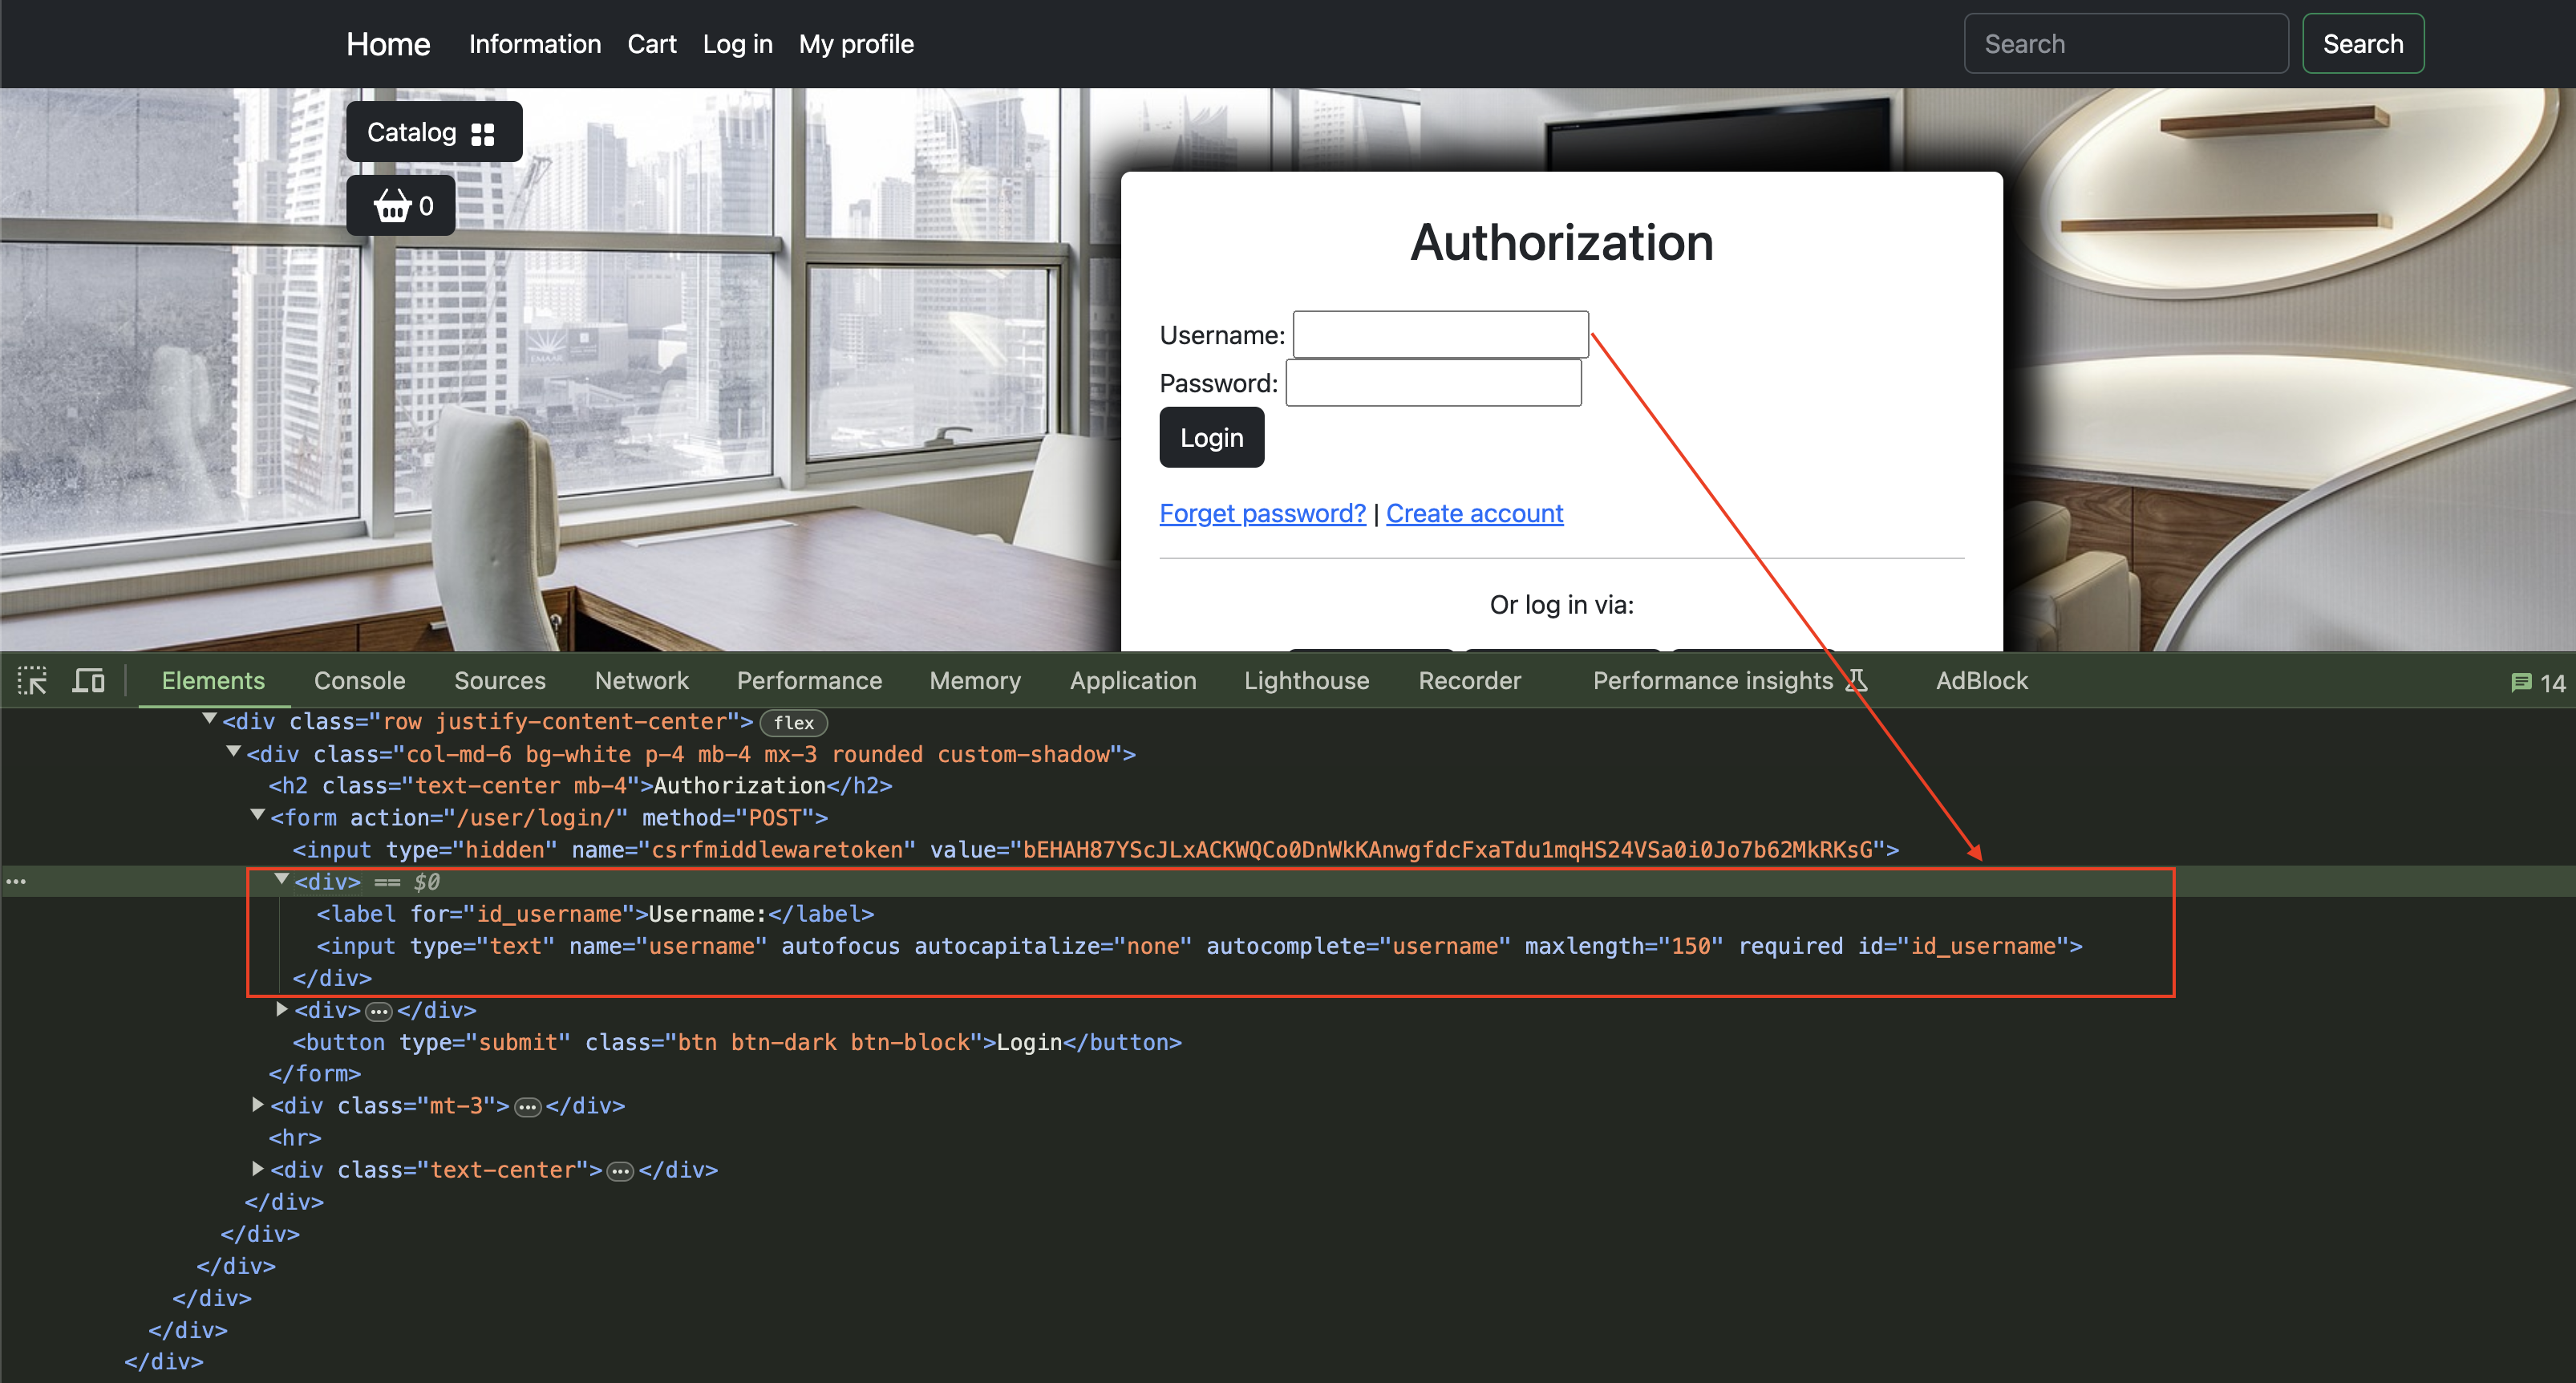 Home Information Cart Log in My profile Search Search
Catalog
0
Authorization
Username:
Password:
Login
Forget password? | Create account
Or log in via:
Elements Console Sources Network Performance Memory Application Lighthouse Recorder Performance insights AdBlock 14
<div class="row justify-content-center"> flex
<div class="col-md-6 bg-white p-4 mb-4 mx-3 rounded custom-shadow">
<h2 class="text-center mb-4">Authorization</h2>
<form action="/user/login/" method="POST">
<input type="hidden" name="csrfmiddlewaretoken" value="bEHAH87YScJLxACKWQCo0DnWkKAnwgfdcFxaTdu1mqHS24VSa0i0Jo7b62MkRKsG">
<div> == $0
<label for="id_username">Username:</label>
<input type="text" name="username" autofocus autocapitalize="none" autocomplete="username" maxlength="150" required id="id_username">
</div>
<div>…</div>
<button type="submit" class="btn btn-dark btn-block">Login</button>
</form>
<div class="mt-3">…</div>
<hr>
<div class="text-center">…</div>
</div>
</div>
</div>
</div>
</div>
</div>